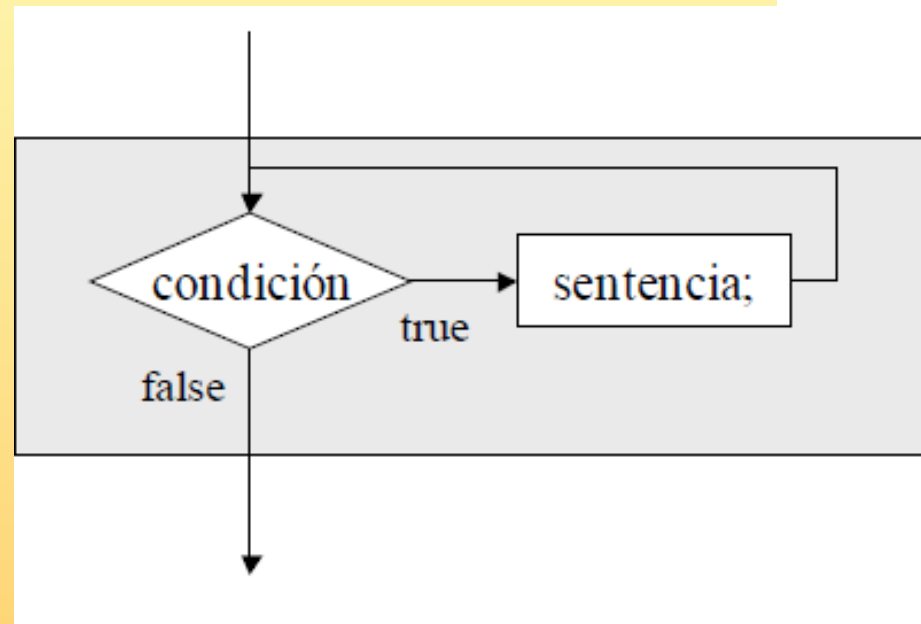 condición
sentencia;
true
false